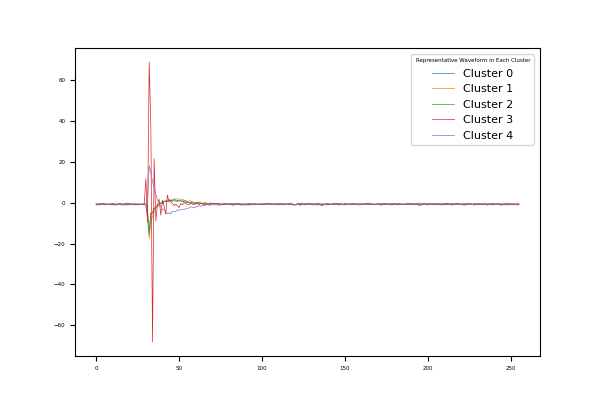 Representative Waveform in Each Cluster
Cluster 0
Cluster 1
Cluster 2
Cluster 3
Cluster 4
60
40
20
0
−20
−40
−60
0 50 100 150 200 250